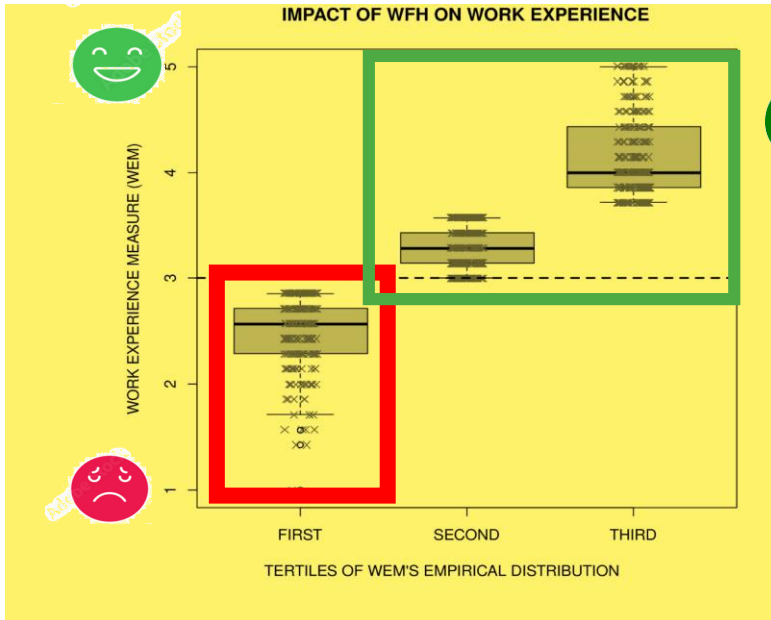 IMPACT OF WFH ON WORK EXPERIENCE
WORK EXPERIENCE MEASURE (WEM)
5
4
3
2
1
FIRST SECOND THIRD
TERTILES OF WEM'S EMPIRICAL DISTRIBUTION